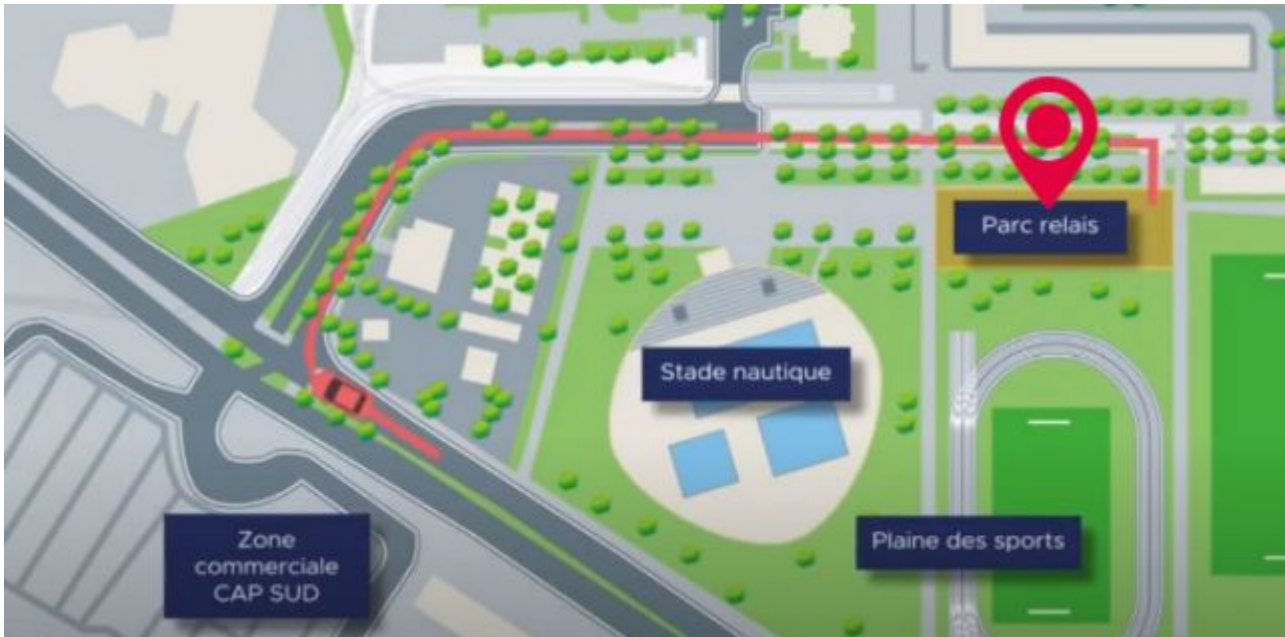 Parc relais
Stade nautique
Plaine des sports
Zone
commerciale
CAP SUD